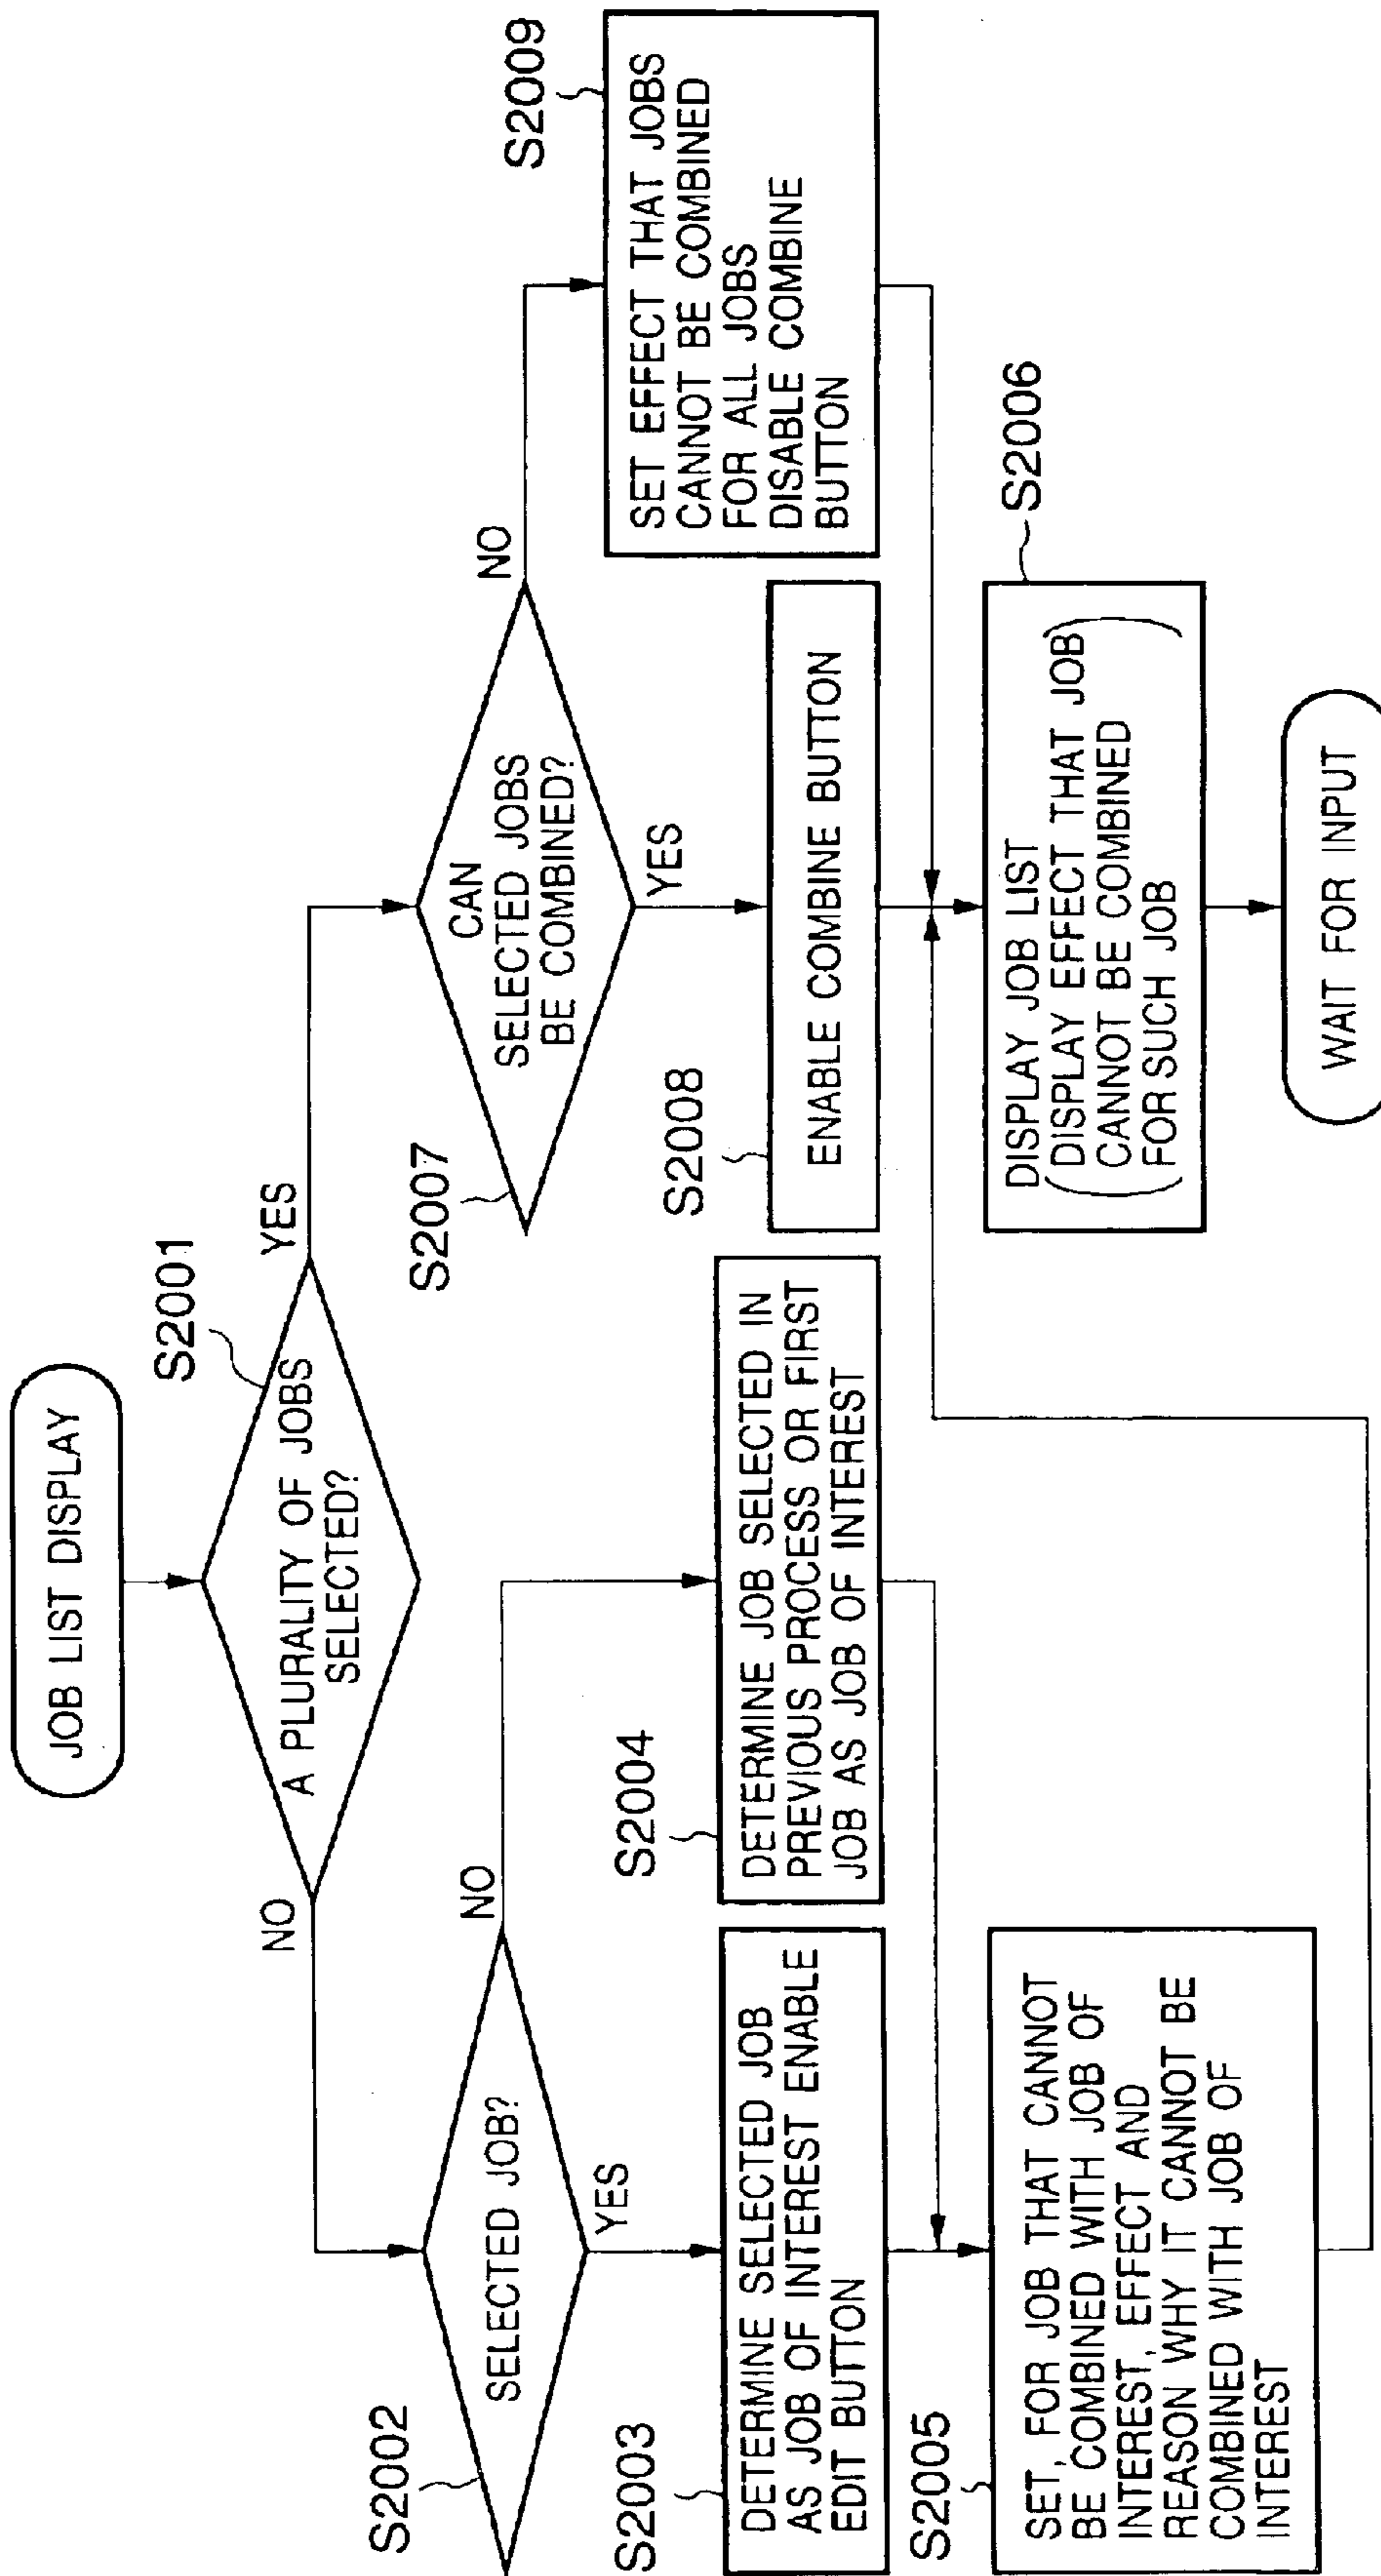 JOB LIST DISPLAY
S2001
A PLURALITY OF JOBS
SELECTED?
NO
YES
S2002
SELECTED JOB?
NO
YES
S2003
DETERMINE SELECTED JOB
AS JOB OF INTEREST ENABLE
EDIT BUTTON
S2004
DETERMINE JOB SELECTED IN
PREVIOUS PROCESS OR FIRST
JOB AS JOB OF INTEREST
S2005
SET, FOR JOB THAT CANNOT
BE COMBINED WITH JOB OF
INTEREST, EFFECT AND
REASON WHY IT CANNOT BE
COMBINED WITH JOB OF
INTEREST
S2007
CAN
SELECTED JOBS
BE COMBINED?
NO
YES
S2008
ENABLE COMBINE BUTTON
S2009
SET EFFECT THAT JOBS
CANNOT BE COMBINED
FOR ALL JOBS
DISABLE COMBINE
BUTTON
S2006
DISPLAY JOB LIST
(DISPLAY EFFECT THAT JOB
CANNOT BE COMBINED
FOR SUCH JOB)
WAIT FOR INPUT